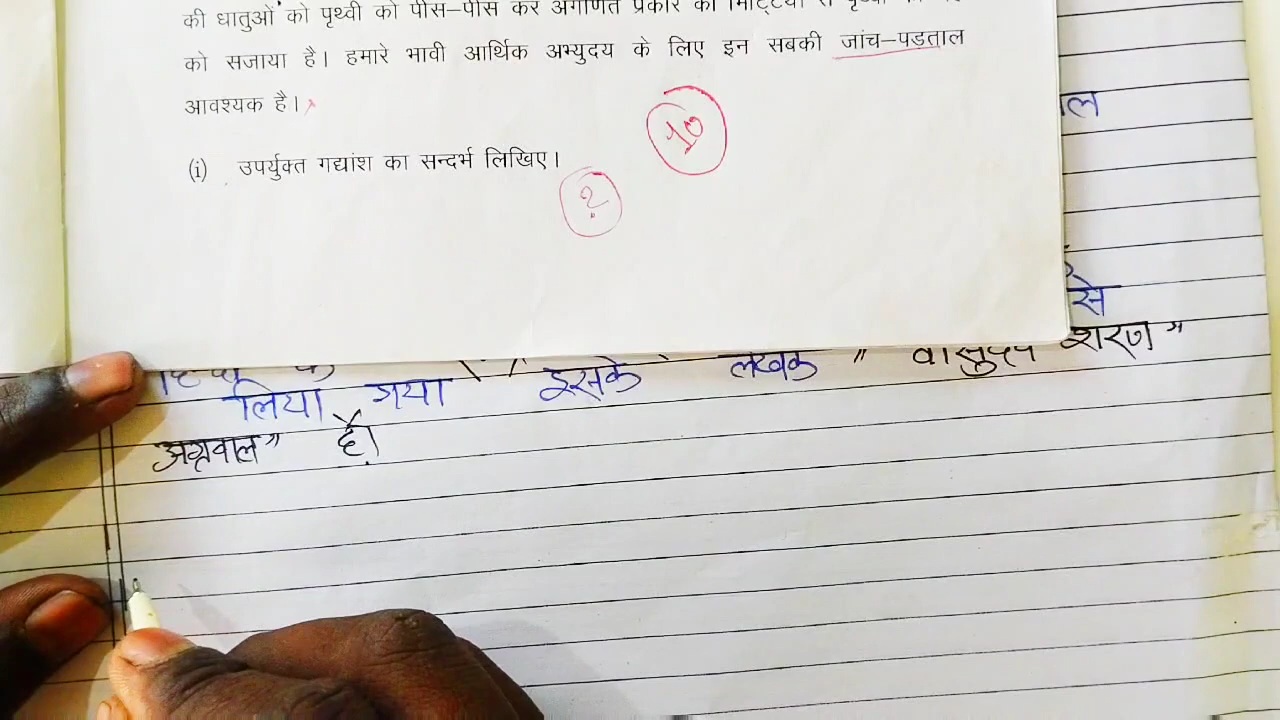 की धातुओं को पृथ्वी को पीस-पीस कर अगणित प्रकार की
को सजाया है। हमारे भावी आर्थिक अभ्युदय के लिए इन सबकी जांच-पडताल
आवश्यक है।
10
(i) उपर्युक्त गद्यांश का सन्दर्भ लिखिए।
2
ल
से
लिया गया इसके लेखक " वासुदेव शरण "
अग्रवाल" है।